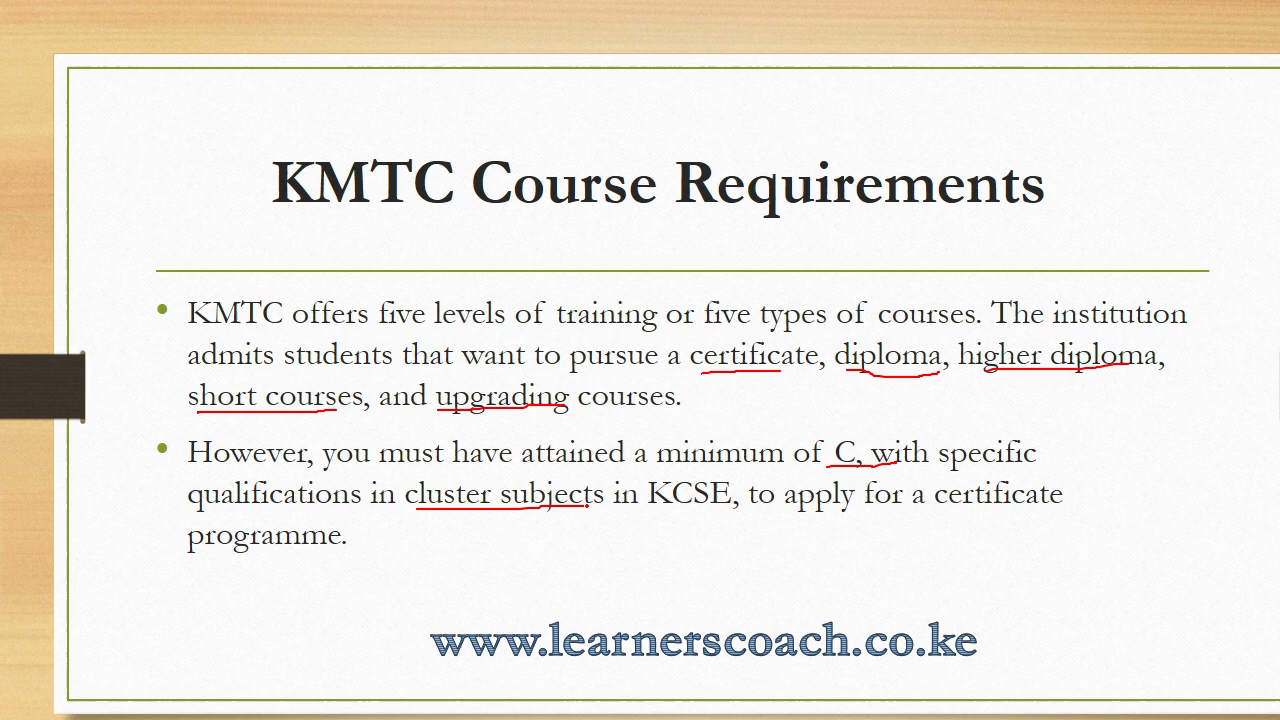 KMTC Course Requirements
• KMTC offers five levels of training or five types of courses. The institution
admits students that want to pursue a certificate, diploma, higher diploma,
short courses, and upgrading courses.
• However, you must have attained a minimum of C, with specific
qualifications in cluster subjects in KCSE, to apply for a certificate
programme.
www.learnerscoach.co.ke